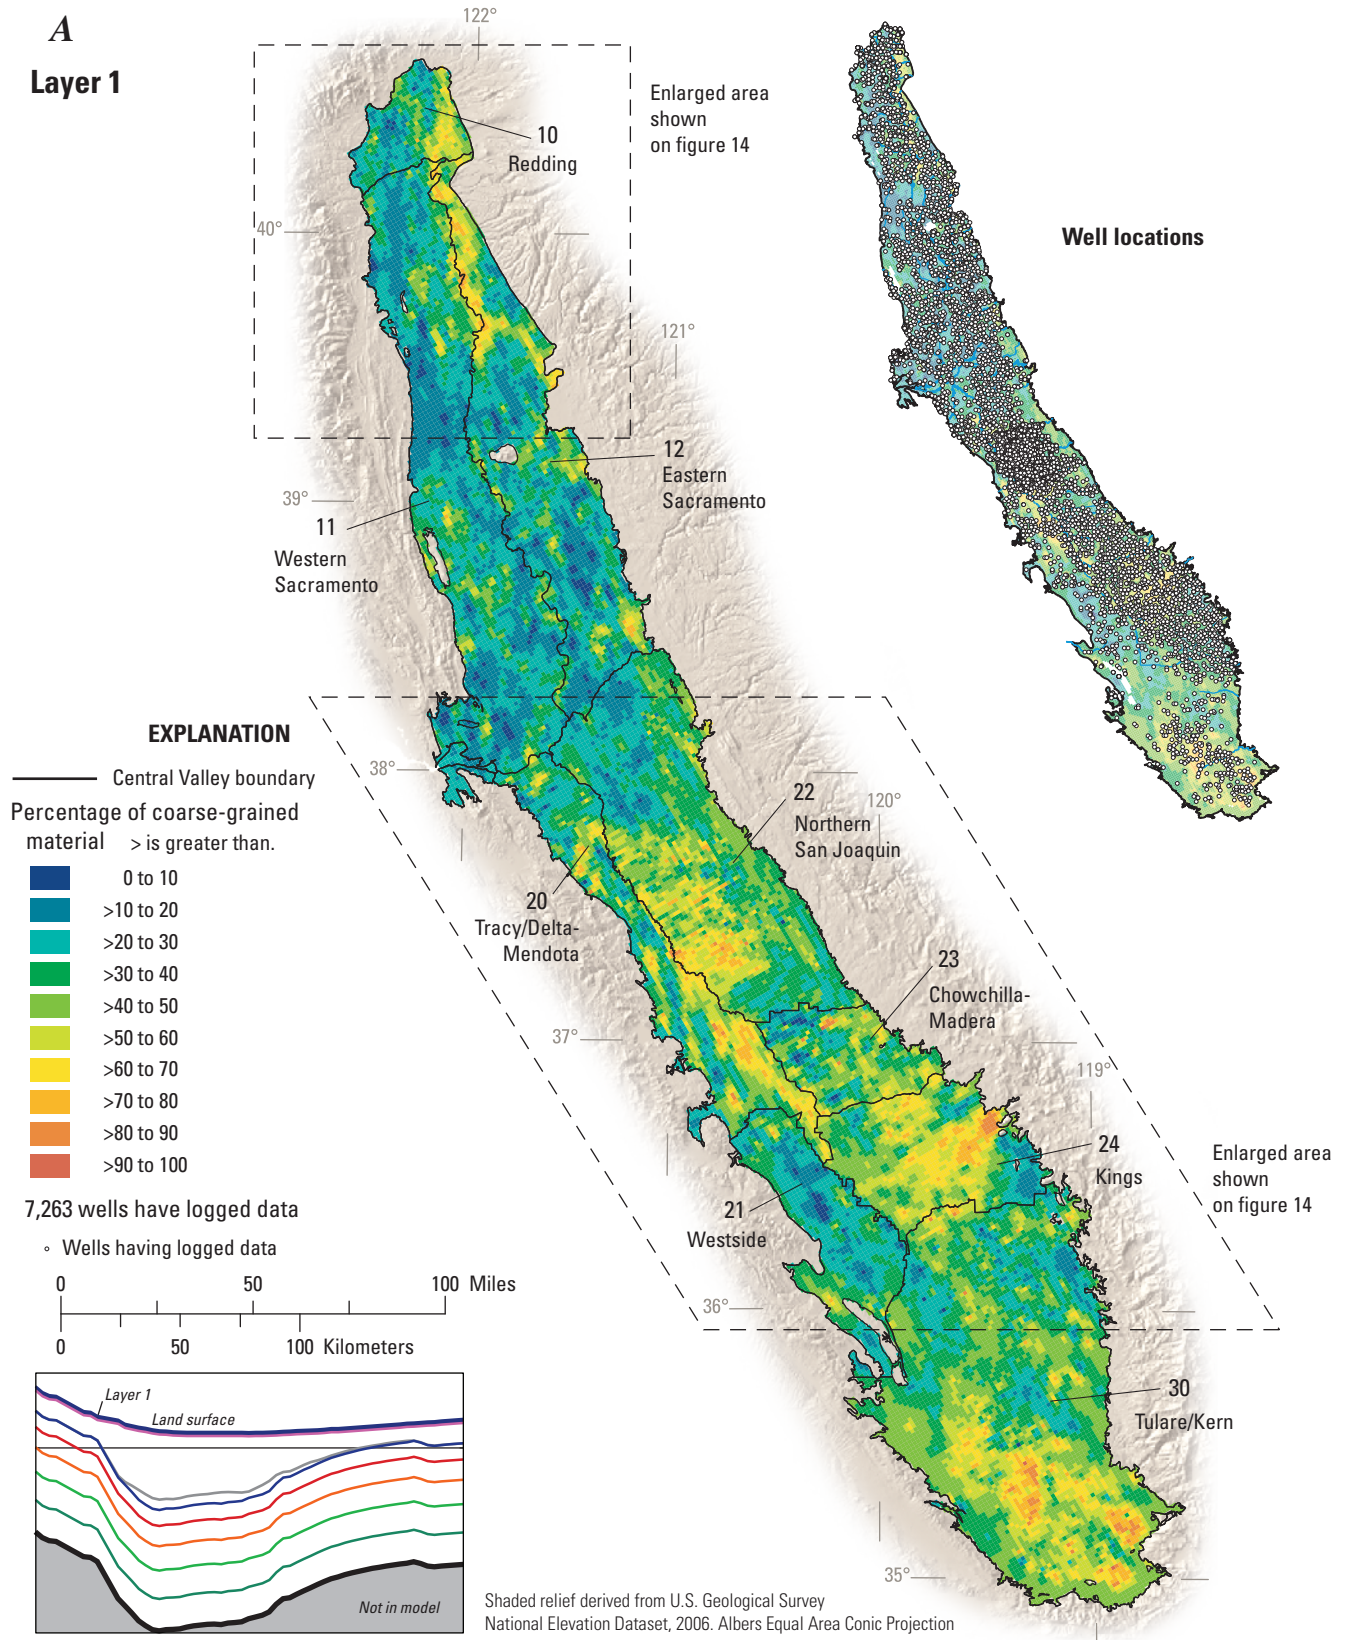 A
Layer 1
122°
Enlarged area
shown
on figure 14
10
Redding
Well locations
40°
121°
12
Eastern
Sacramento
39°
11
Western
Sacramento
EXPLANATION
Central Valley boundary
Percentage of coarse-grained
material > is greater than.
0 to 10
>10 to 20
>20 to 30
>30 to 40
>40 to 50
>50 to 60
>60 to 70
>70 to 80
>80 to 90
>90 to 100
7,263 wells have logged data
Wells having logged data
0 50 100 Miles
0 50 100 Kilometers
38°
22
Northern
San Joaquin
120°
20
Tracy/Delta-
Mendota
23
Chowchilla-
Madera
37°
119°
24
Kings
Enlarged area
shown
on figure 14
21
Westside
36°
30
Tulare/Kern
35°
Layer 1
Land surface
Not in model
Shaded relief derived from U.S. Geological Survey
National Elevation Dataset, 2006. Albers Equal Area Conic Projection